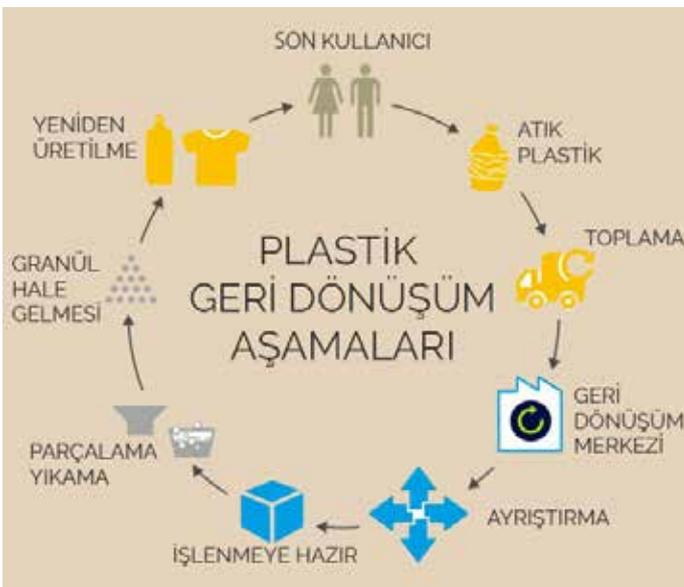 PLASTİK
GERİ DÖNÜŞÜM
AŞAMALARI
SON KULLANICI
ATIK
PLASTİK
TOPLAMA
GERİ
DÖNÜŞÜM
MERKEZİ
AYRIŞTIRMA
İŞLENMEYE HAZIR
PARÇALAMA
YIKAMA
GRANÜL
HALE
GELMESİ
YENİDEN
ÜRETİLME